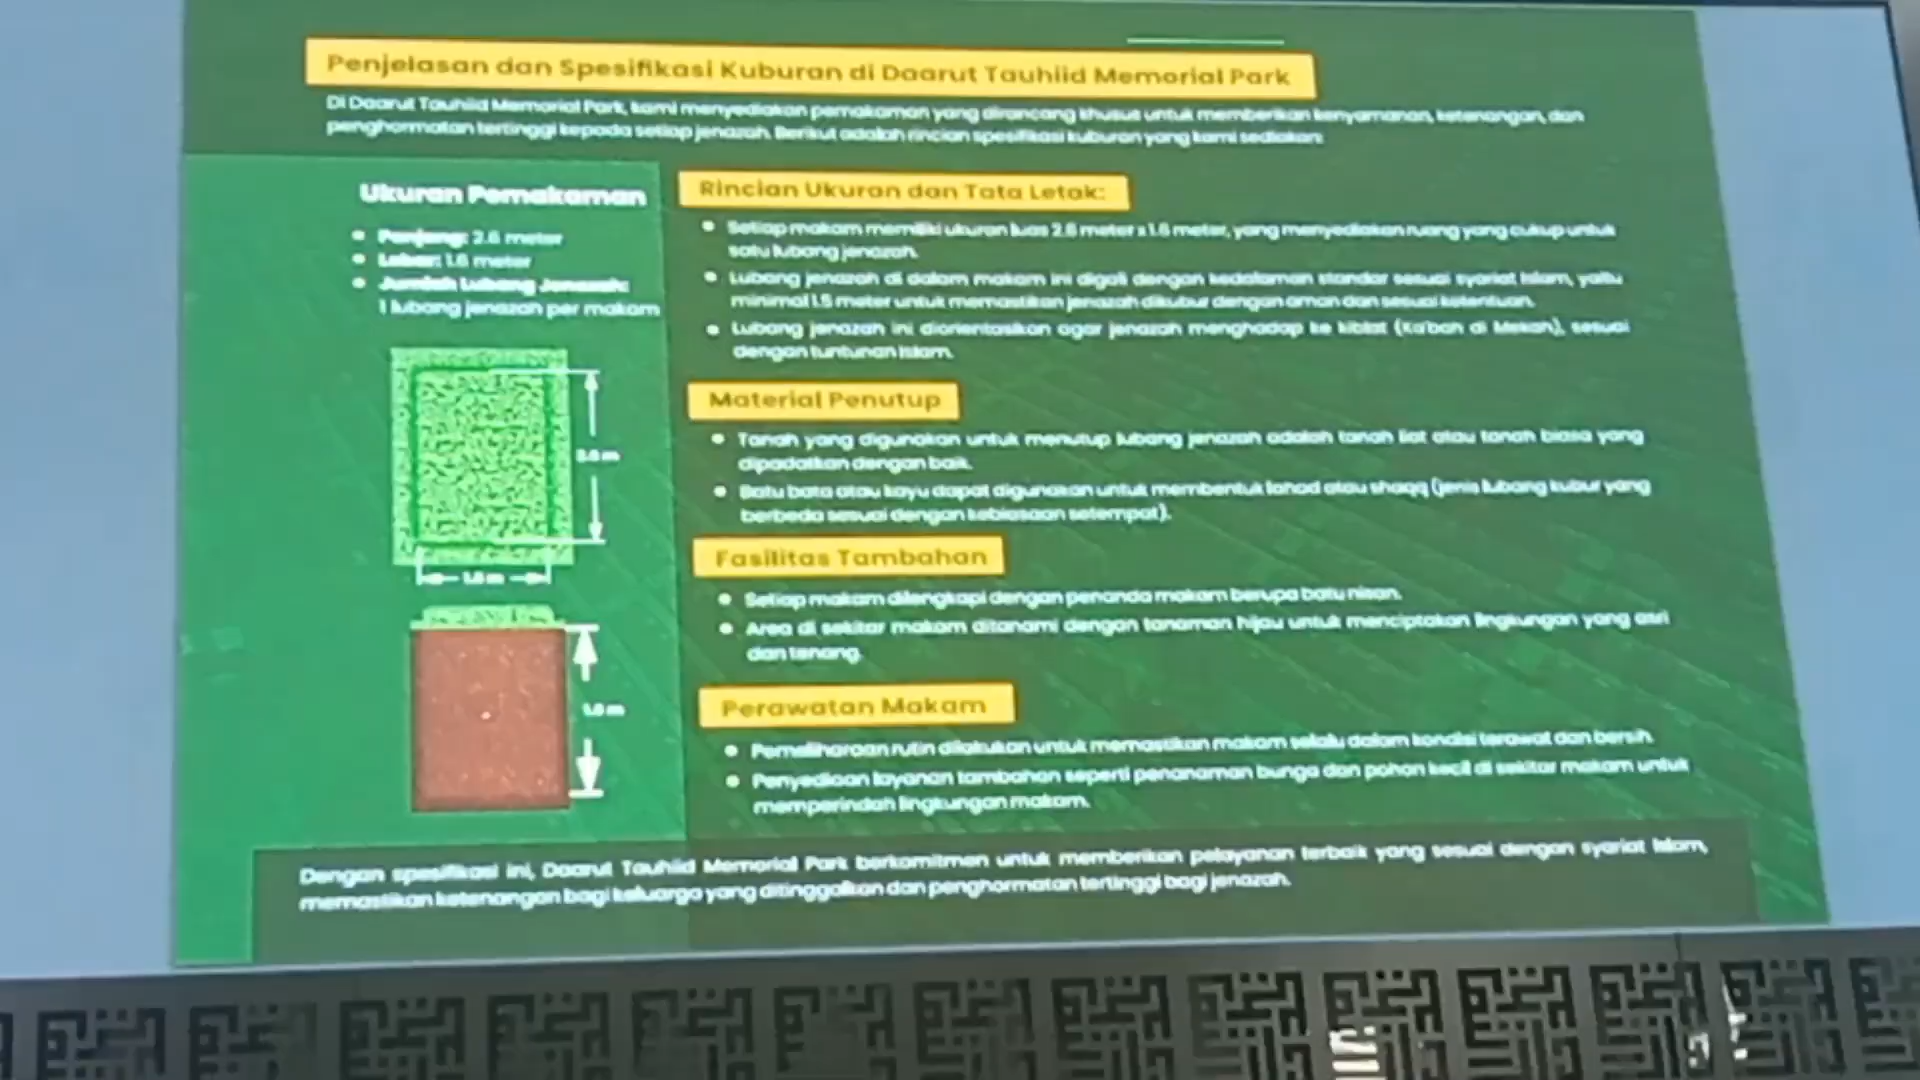 Penjelasan dan Spesifikasi Kuburan di Daarut Tauhiid Memorial Park
Di Daarut Tauhiid Memorial Park, kami menyediakan pemakaman yang dirancang khusus untuk memberikan kenyamanan, ketenangan, dan
penghormatan tertinggi kepada setiap jenazah. Berikut adalah rincian spesifikasi kuburan yang kami sediakan:
Ukuran Pemakaman
Panjang: 2.6 meter
Lebar: 1.6 meter
Jumlah Lubang Jenazah:
1 lubang jenazah per makam
2.6 m
1.6 m
Rincian Ukuran dan Tata Letak:
Setiap makam memiliki ukuran luas 2.6 meter x 1.6 meter, yang menyediakan ruang yang cukup untuk
satu lubang jenazah.
Lubang jenazah di dalam makam ini digali dengan kedalaman standar sesuai syariat Islam, yaitu
minimal 1.5 meter untuk memastikan jenazah dikubur dengan aman dan sesuai ketentuan.
Lubang jenazah ini diorientasikan agar jenazah menghadap ke kiblat (Ka'bah di Mekah), sesuai
dengan tuntunan Islam.
Material Penutup
Tanah yang digunakan untuk menutup lubang jenazah adalah tanah liat atau tanah biasa yang
dipadatkan dengan baik.
Batu bata atau kayu dapat digunakan untuk membentuk lahad atau shaqq (jenis lubang kubur yang
berbeda sesuai dengan kebiasaan setempat).
Fasilitas Tambahan
Setiap makam dilengkapi dengan penanda makam berupa batu nisan.
Area di sekitar makam ditanami dengan tanaman hijau untuk menciptakan lingkungan yang asri
dan tenang.
Perawatan Makam
Pemeliharaan rutin dilakukan untuk memastikan makam selalu dalam kondisi terawat dan bersih.
Penyediaan layanan tambahan seperti penanaman bunga dan pohon kecil di sekitar makam untuk
memperindah lingkungan makam.
Dengan spesifikasi ini, Daarut Tauhiid Memorial Park berkomitmen untuk memberikan pelayanan terbaik yang sesuai dengan syariat Islam,
memastikan ketenangan bagi keluarga yang ditinggalkan dan penghormatan tertinggi bagi jenazah.